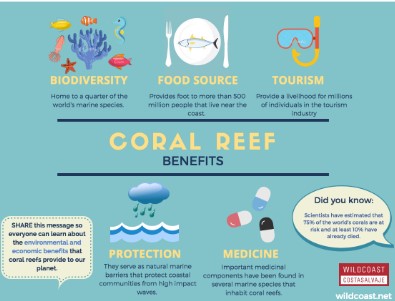 BIODIVERSITY
Home to a quarter of the
world's marine species.
FOOD SOURCE
Provides foot to more than 500
million people that live near the
coast.
TOURISM
Provide a livelihood for millions
of individuals in the tourism
industry
CORAL REEF
BENEFITS
SHARE this message so
everyone can learn about
the environmental and
economic benefits that
coral reefs provide to our
planet.
PROTECTION
They serve as natural marine
barriers that protect coastal
communities from high impact
waves.
MEDICINE
Important medicinal
components have been found in
several marine species that
inhabit coral reefs.
Did you know:
Scientists have estimated that
75% of the world's corals are at
risk and at least 10% have
already died.
WILDCOAST
COSTASALVAJE
wildcoast.net